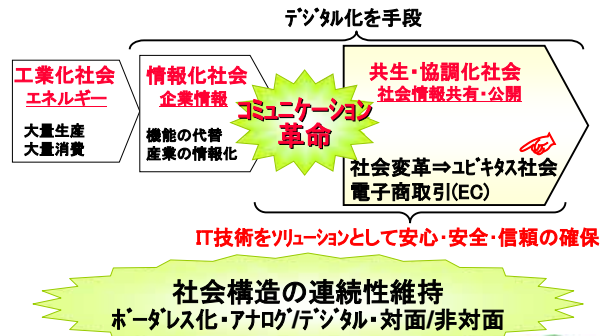 ﾃﾞｼﾞﾀﾙ化を手段
工業化社会
エネルギー
大量生産
大量消費
情報化社会
企業情報
機能の代替
産業の情報化
コミュニケーション
革命
共生・協調化社会
社会情報共有・公開
社会変革⇒ﾕﾋﾞｷﾀｽ社会
電子商取引(EC)
IT技術をｿﾘｭｰｼｮﾝとして安心・安全・信頼の確保
社会構造の連続性維持
ﾎﾞｰﾀﾞﾚｽ化・アナログ/デジタル・対面/非対面